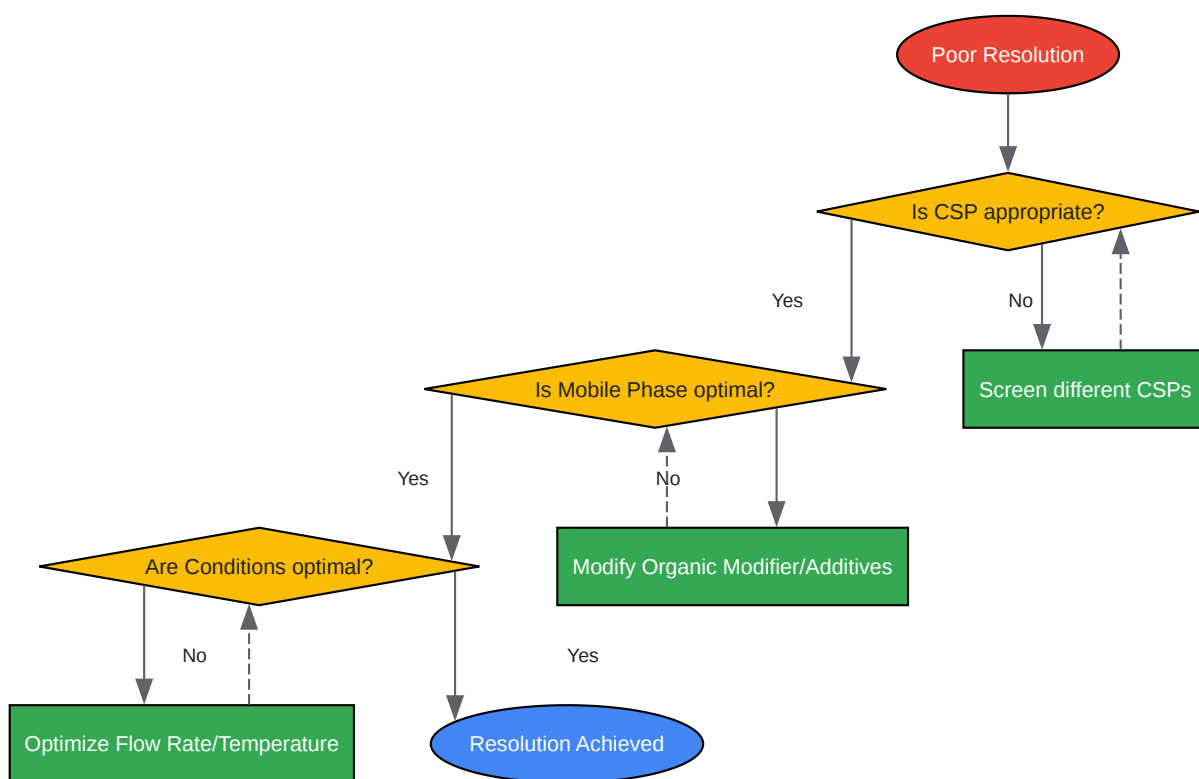 Poor Resolution
Is CSP appropriate?
Yes
No
Is Mobile Phase optimal?
Screen different CSPs
Yes
No
Are Conditions optimal?
Modify Organic Modifier/Additives
No
Yes
Optimize Flow Rate/Temperature
Resolution Achieved